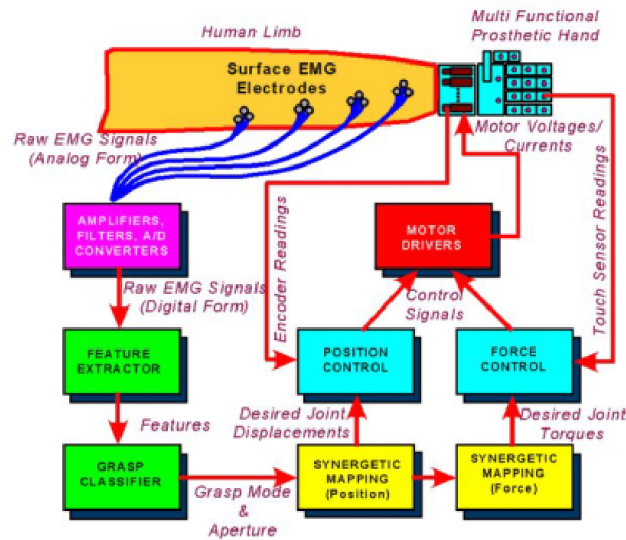 Human Limb
Multi Functional
Prosthetic Hand
Surface EMG
Electrodes
Raw EMG Signals
(Analog Form)
Motor Voltages/
Currents
AMPLIFIERS,
FILTERS, A/D
CONVERTERS
MOTOR
DRIVERS
Encoder Readings
Touch Sensor Readings
Raw EMG Signals
(Digital Form)
Control
Signals
FEATURE
EXTRACTOR
POSITION
CONTROL
FORCE
CONTROL
Features
Desired Joint
Displacements
Desired Joint
Torques
GRASP
CLASSIFIER
Grasp Mode
&
Aperture
SYNERGETIC
MAPPING
(Position)
SYNERGETIC
MAPPING
(Force)